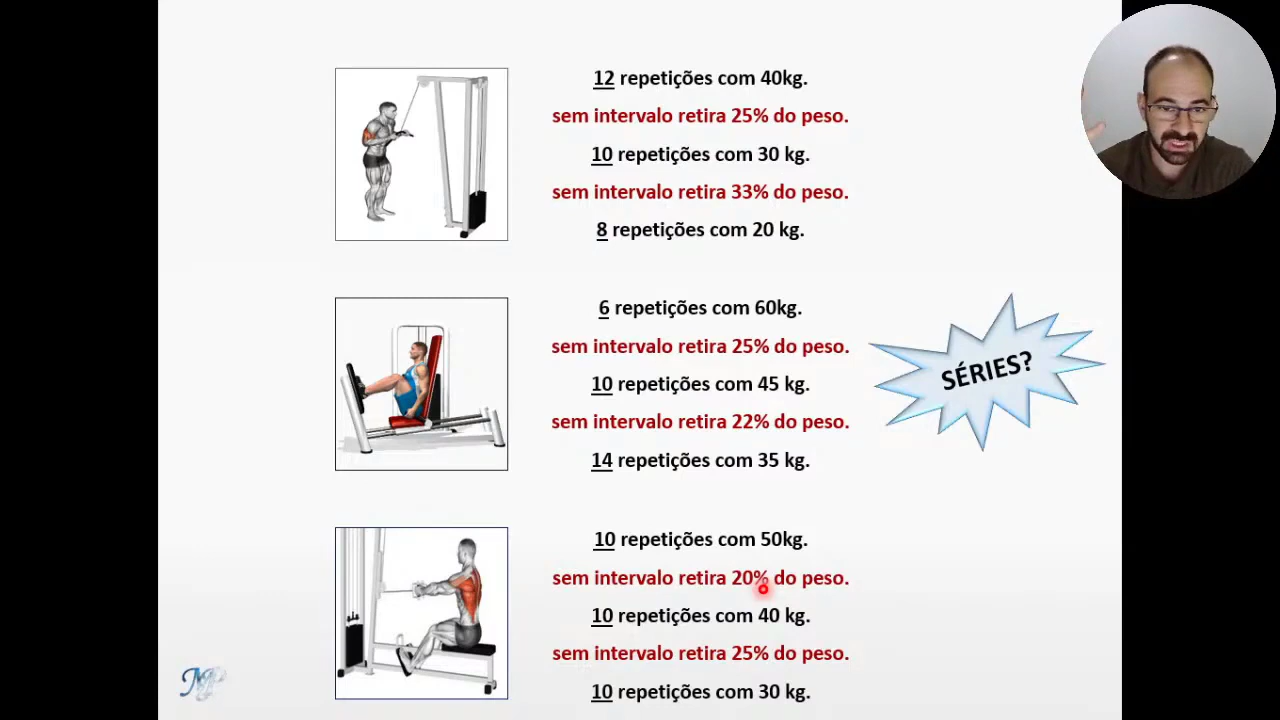 12 repetições com 40kg.
sem intervalo retira 25% do peso.
10 repetições com 30 kg.
sem intervalo retira 33% do peso.
8 repetições com 20 kg.
6 repetições com 60kg.
sem intervalo retira 25% do peso.
10 repetições com 45 kg.
sem intervalo retira 22% do peso.
14 repetições com 35 kg.
SÉRIES?
10 repetições com 50kg.
sem intervalo retira 20% do peso.
10 repetições com 40 kg.
sem intervalo retira 25% do peso.
10 repetições com 30 kg.